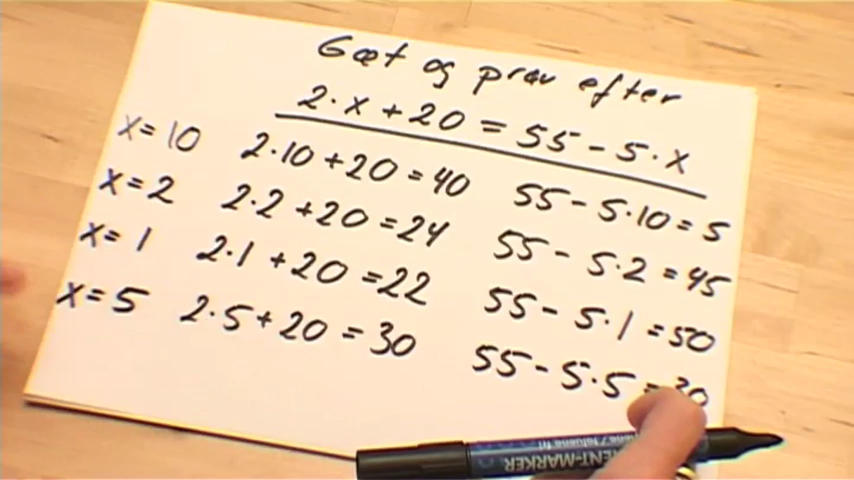 Gæt og prøv efter
2·x + 20 = 55 - 5·x
x=10 2·10 + 20 = 40 55 - 5·10 = 5
x=2 2·2 + 20 = 24 55 - 5·2 = 45
x=1 2·1 + 20 = 22 55 - 5·1 = 50
x=5 2·5 + 20 = 30 55 - 5·5 = 30